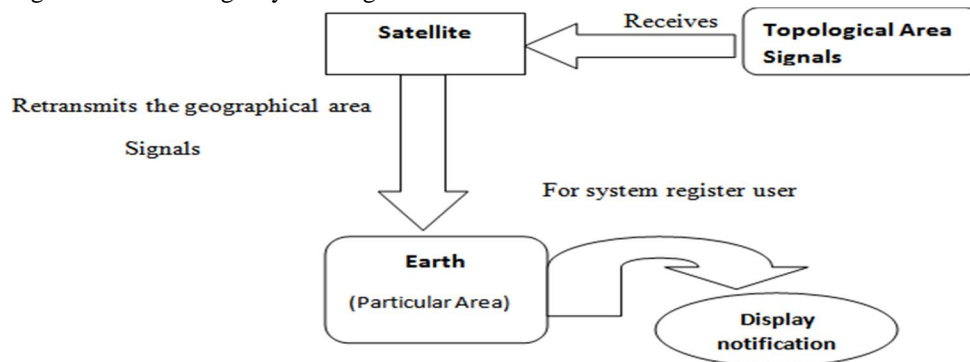 Receives
Satellite
Topological Area
Signals
Retransmits the geographical area
Signals
For system register user
Earth
(Particular Area)
Display
notification